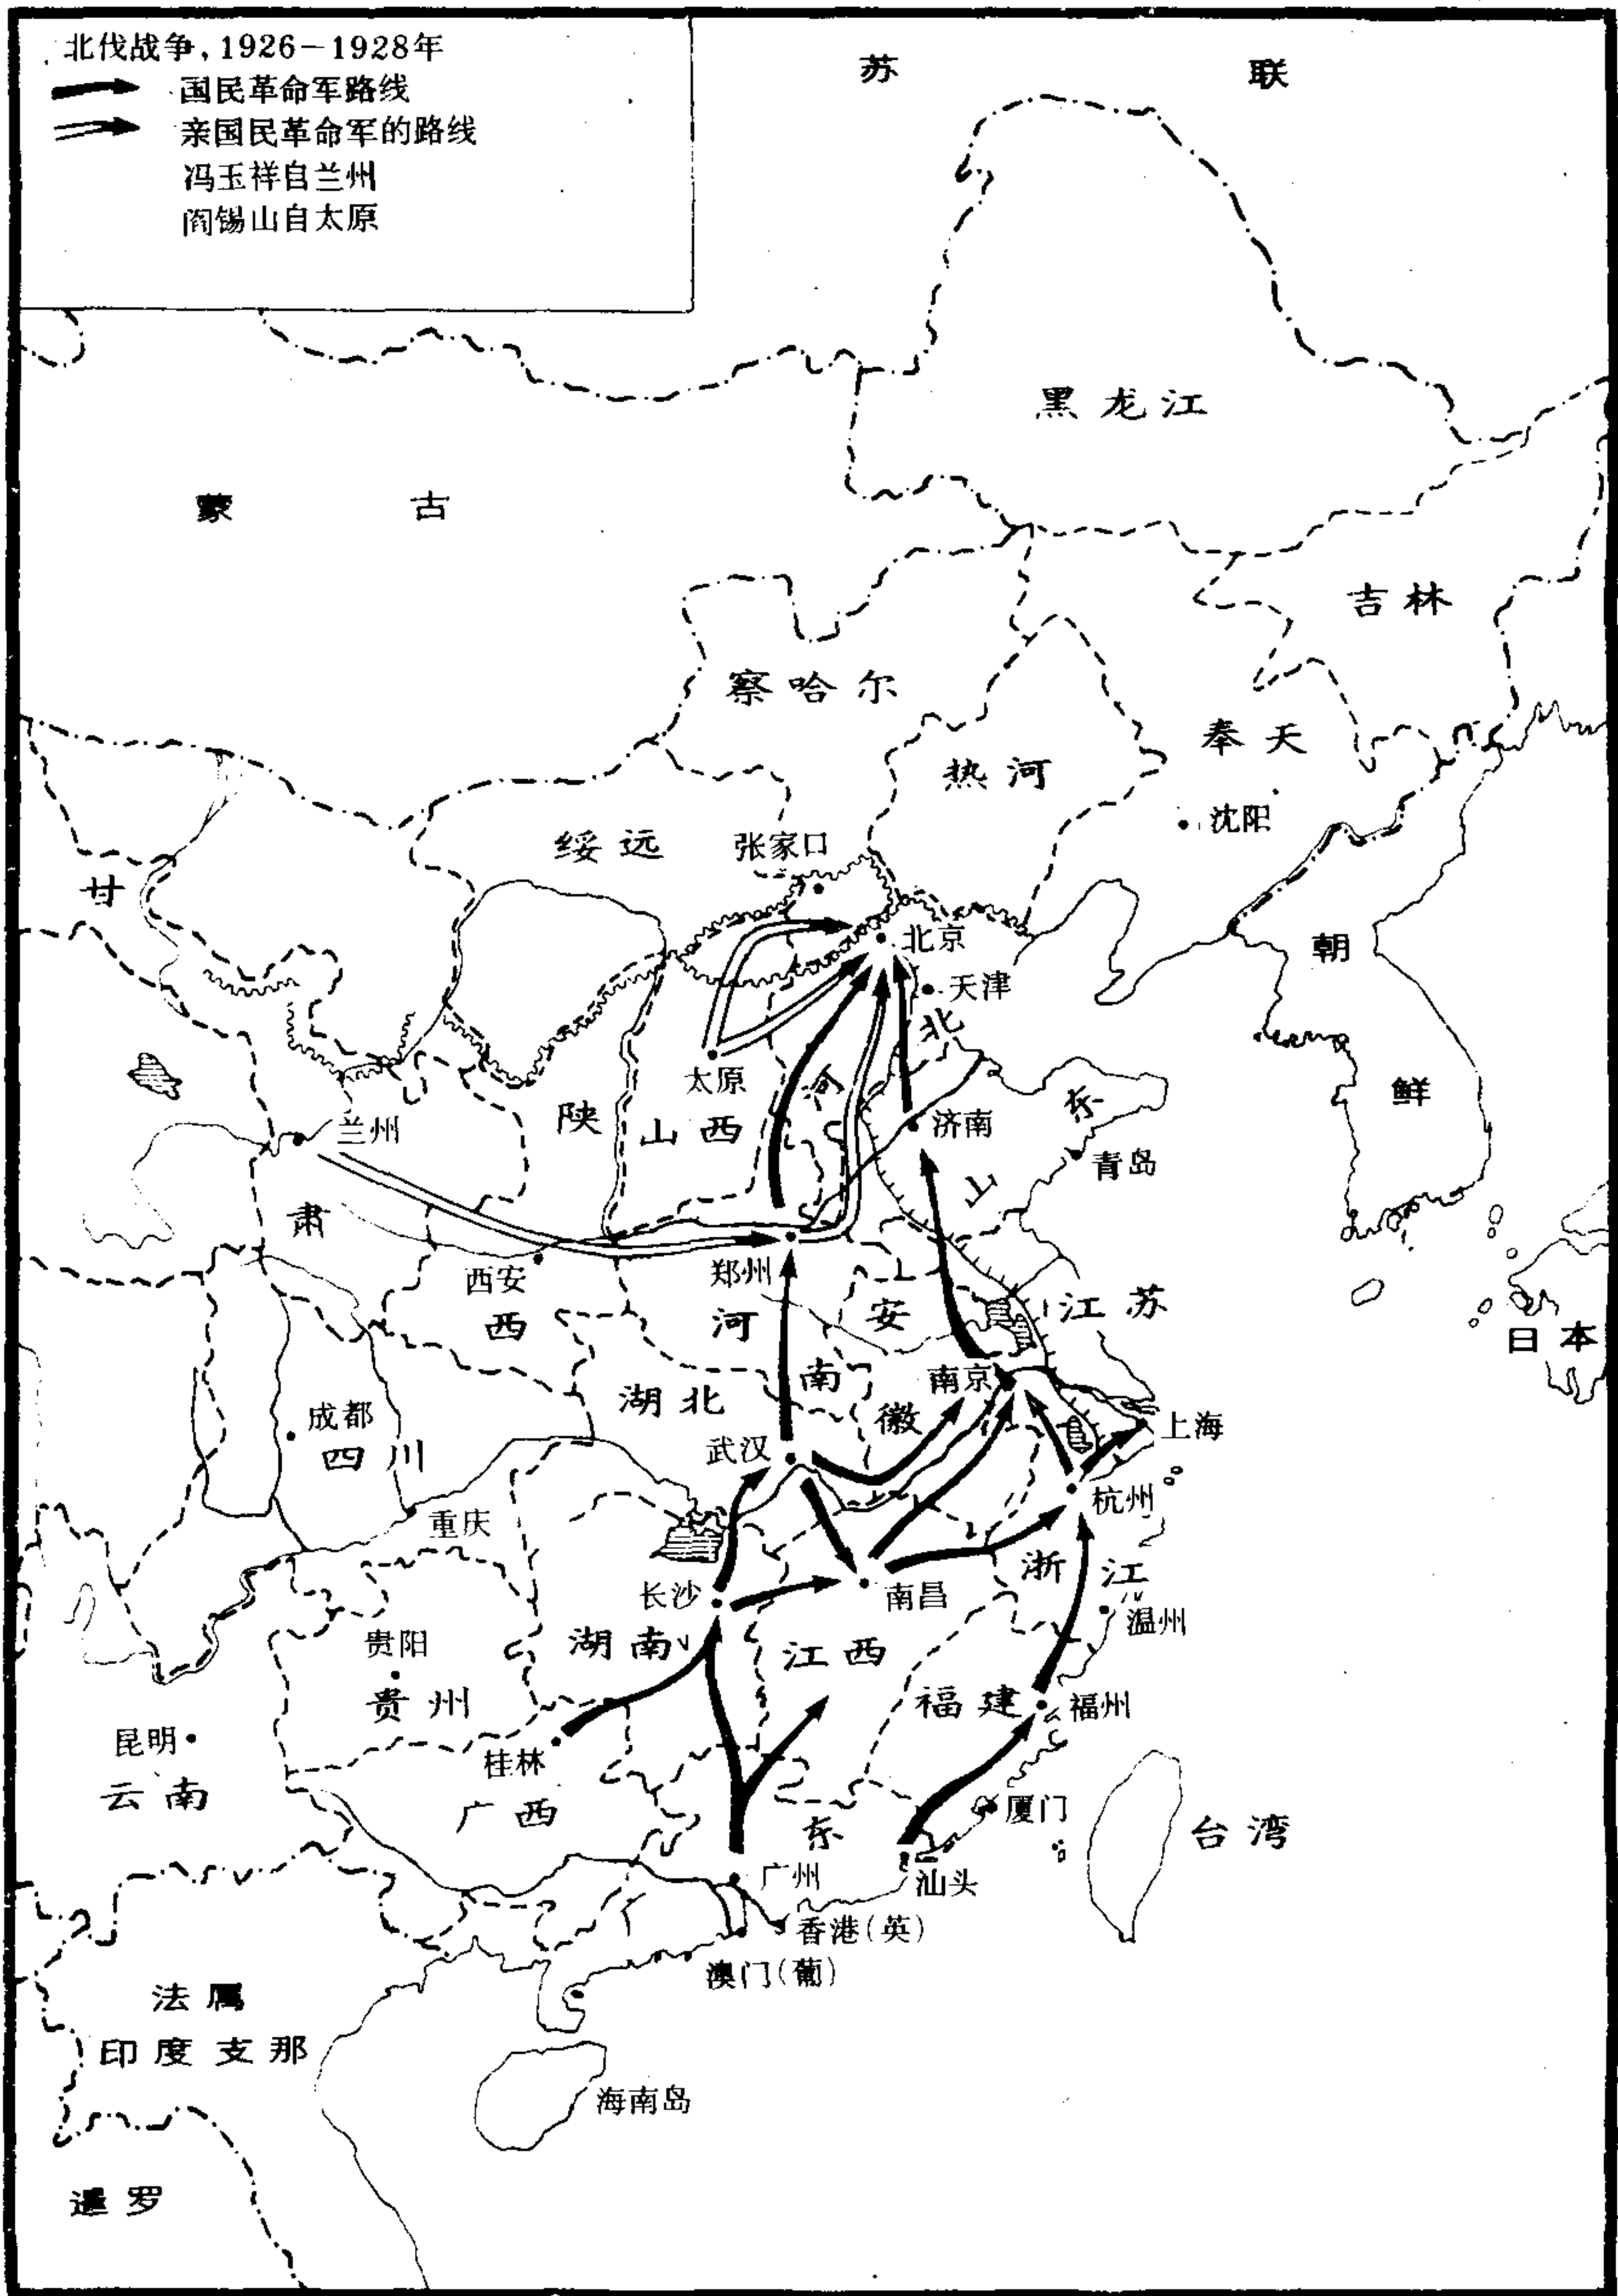 北伐战争,1926-1928年
国民革命军路线
亲国民革命军的路线
冯玉祥自兰州
阎锡山自太原
苏联
黑龙江
蒙古
吉林
察哈尔
奉天
热河
沈阳
绥远
张家口
甘肃
北京
朝鲜
天津
河北
太原
山东
陕西
山西
鲜
济南
兰州
青岛
西安
郑州
江苏
河南
安徽
日本
南京
湖北
成都
上海
四川
武汉
杭州
重庆
浙江
长沙
南昌
温州
湖南
江西
贵阳
贵州
福建
福州
昆明
桂林
云南
广西
厦门
东
台湾
广州
汕头
香港(英)
澳门(葡)
法属
印度支那
海南岛
暹罗